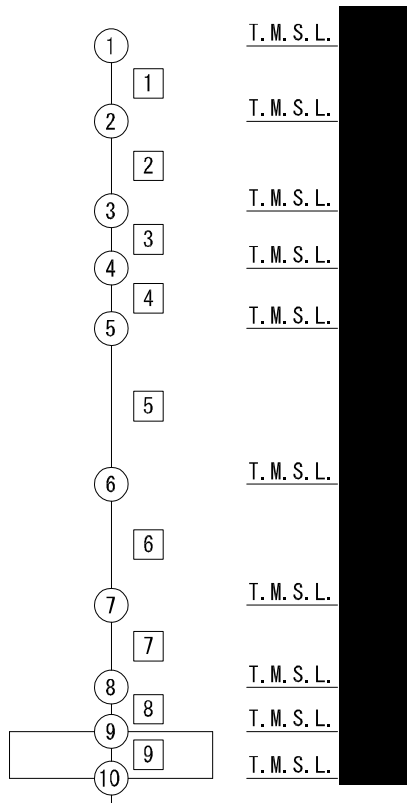 1 T. M. S. L.
1
2 T. M. S. L.
2
3 T. M. S. L.
3
4 T. M. S. L.
4
5 T. M. S. L.
5
6 T. M. S. L.
6
7 T. M. S. L.
7
8 T. M. S. L.
8
9 T. M. S. L.
9
10 T. M. S. L.